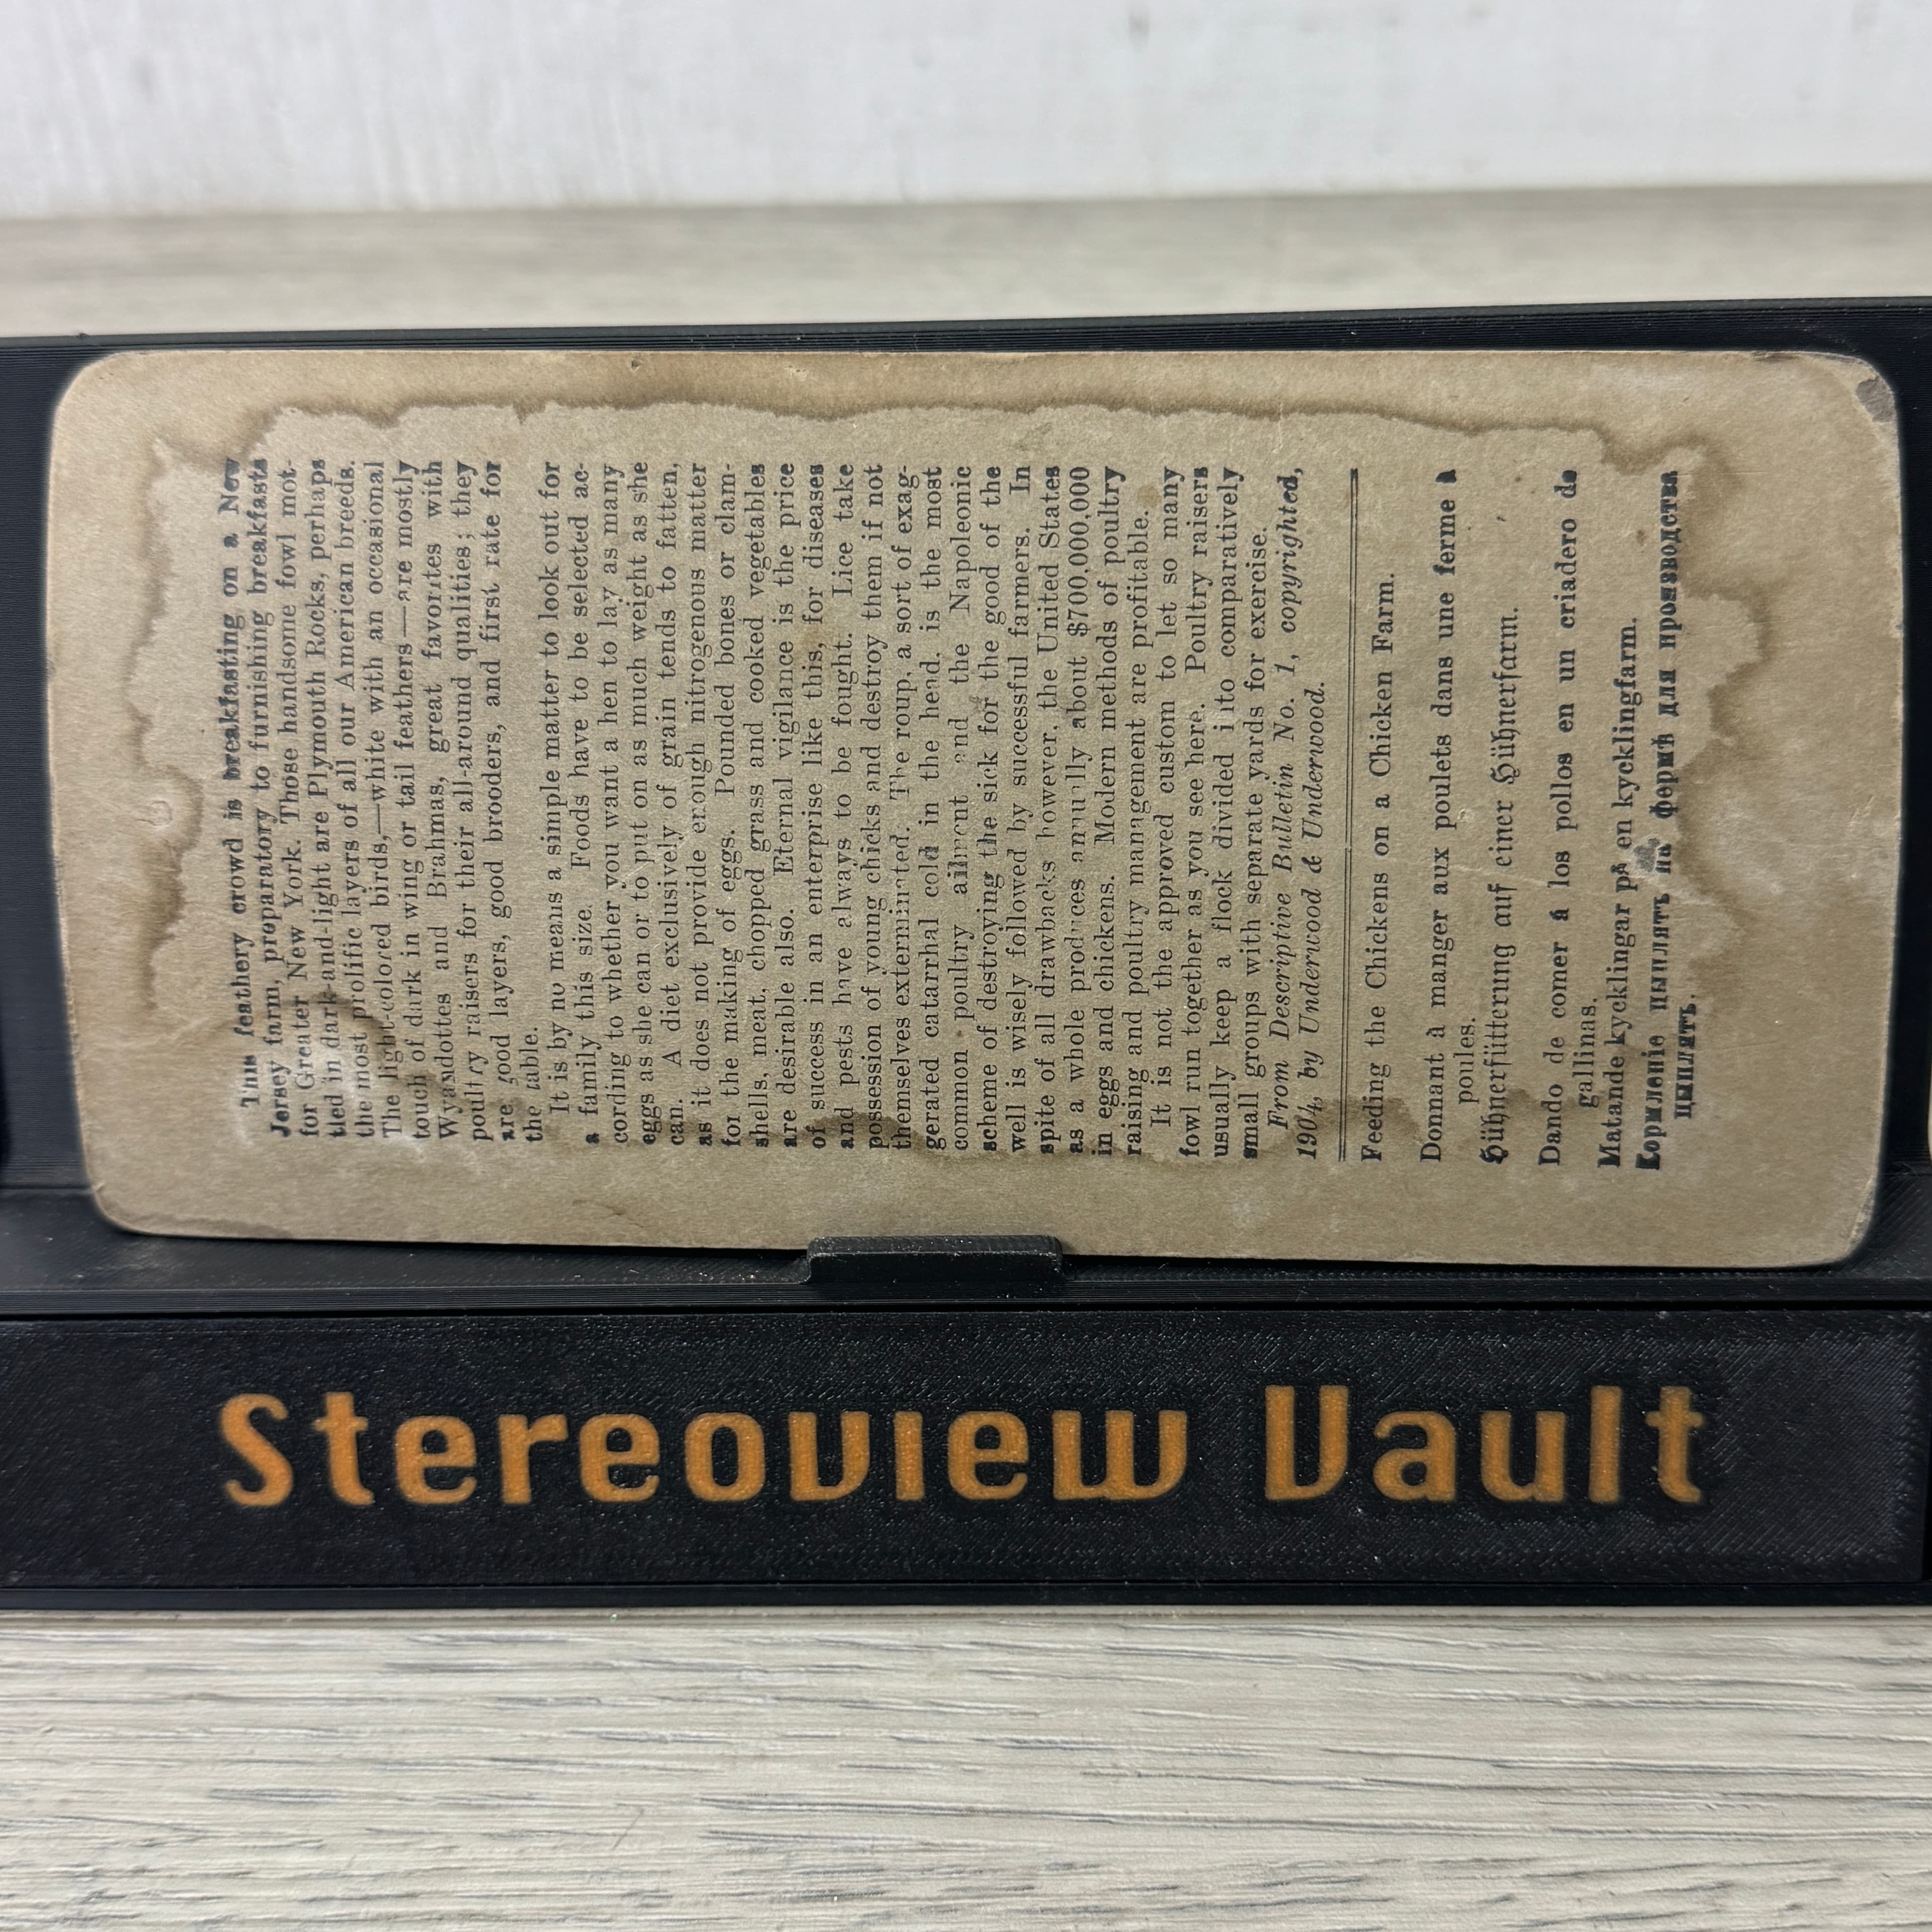 This feathery crowd is breakfasting on a New
Jersey farm, preparatory to furnishing breakfasts
for Greater New York. Those handsome fowl mot-
tled in dark-and-light are Plymouth Rocks, perhaps
the most prolific layers of all our American breeds.
The light-colored birds,—white with an occasional
touch of dark in wing or tail feathers—are mostly
Wyandottes and Brahmas, great favorites with
poultry raisers for their all-around qualities; they
are good layers, good brooders, and first rate for
the table.
It is by no means a simple matter to look out for
a family this size. Foods have to be selected ac-
cording to whether you want a hen to lay as many
eggs as she can or to put on as much weight as she
can. A diet exclusively of grain tends to fatten,
as it does not provide enough nitrogenous matter
for the making of eggs. Pounded bones or clam-
shells, meat, chopped grass and cooked vegetables
are desirable also. Eternal vigilance is the price
of success in an enterprise like this, for diseases
and pests have always to be fought. Lice take
possession of young chicks and destroy them if not
themselves exterminated. The roup, a sort of exag-
gerated catarrhal cold in the head, is the most
common poultry ailment and the Napoleonic
scheme of destroying the sick for the good of the
well is wisely followed by successful farmers. In
spite of all drawbacks however, the United States
as a whole produces annually about $700,000,000
in eggs and chickens. Modern methods of poultry
raising and poultry management are profitable.
It is not the approved custom to let so many
fowl run together as you see here. Poultry raisers
usually keep a flock divided into comparatively
small groups with separate yards for exercise.
From Descriptive Bulletin No. 1, copyrighted,
1904, by Underwood & Underwood.
Feeding the Chickens on a Chicken Farm.
Donnant à manger aux poulets dans une ferme à
poules.
Hühnerfütterung auf einer Hühnerfarm.
Dando de comer á los pollos en un criadero de
gallinas.
Matande kycklingar på en kycklingfarm.
Кормленіе цыплятъ на фермѣ для производства
цыплятъ.
Stereoview Vault